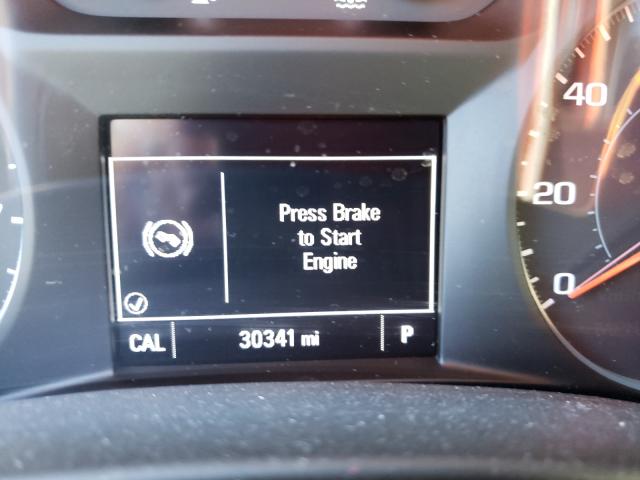 40
20
0
Press Brake
to Start
Engine
CAL 30341 mi P